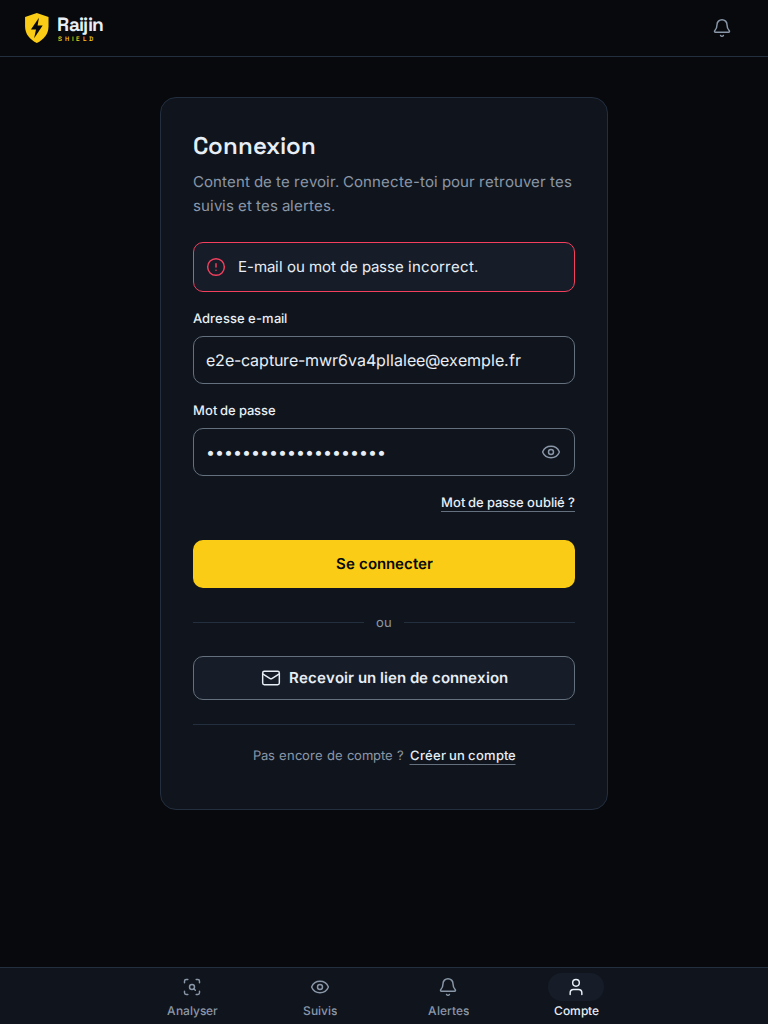 Raijin
SHIELD
Connexion
Content de te revoir. Connecte-toi pour retrouver tes
suivis et tes alertes.
E-mail ou mot de passe incorrect.
Adresse e-mail
e2e-capture-mwr6va4pllalee@exemple.fr
Mot de passe
••••••••••••••••••••
Mot de passe oublié ?
Se connecter
ou
Recevoir un lien de connexion
Pas encore de compte ? Créer un compte
Analyser
Suivis
Alertes
Compte